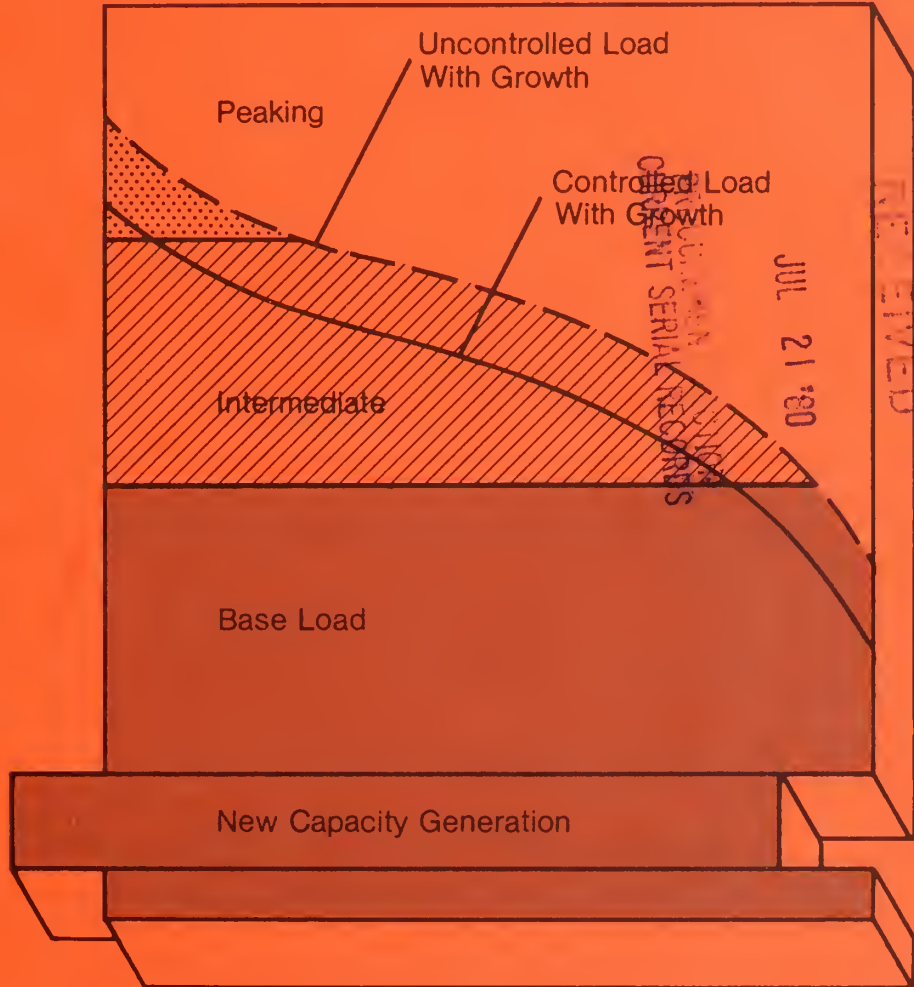 Uncontrolled Load
With Growth
Peaking
Controlled Load
With Growth
CURRENT SERIAL RECORDS
JUL 21 '80
Intermediate
Base Load
New Capacity Generation